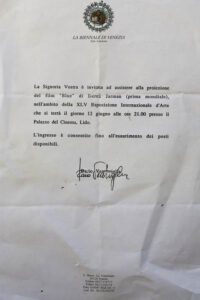 LA BIENNALE DI VENEZIA
La Signoria Vostra è invitata ad assistere alla proiezione
del film "Blue" di Derek Jarman (prima mondiale),
nell'ambito della XLV Esposizione Internazionale d'Arte
che si terrà il giorno 12 giugno alle ore 21.00 presso il
Palazzo del Cinema, Lido.
L'ingresso è consentito fino all'esaurimento dei posti
disponibili.